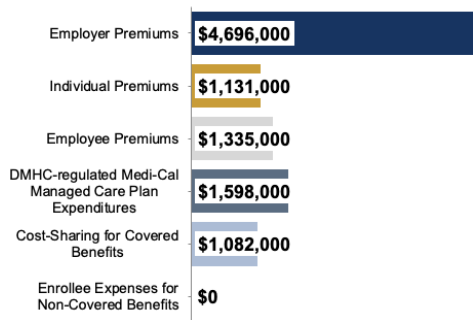 Employer Premiums
$4,696,000
Individual Premiums
$1,131,000
Employee Premiums
$1,335,000
DMHC-regulated Medi-Cal
Managed Care Plan
Expenditures
$1,598,000
Cost-Sharing for Covered
Benefits
$1,082,000
Enrollee Expenses for
Non-Covered Benefits
$0